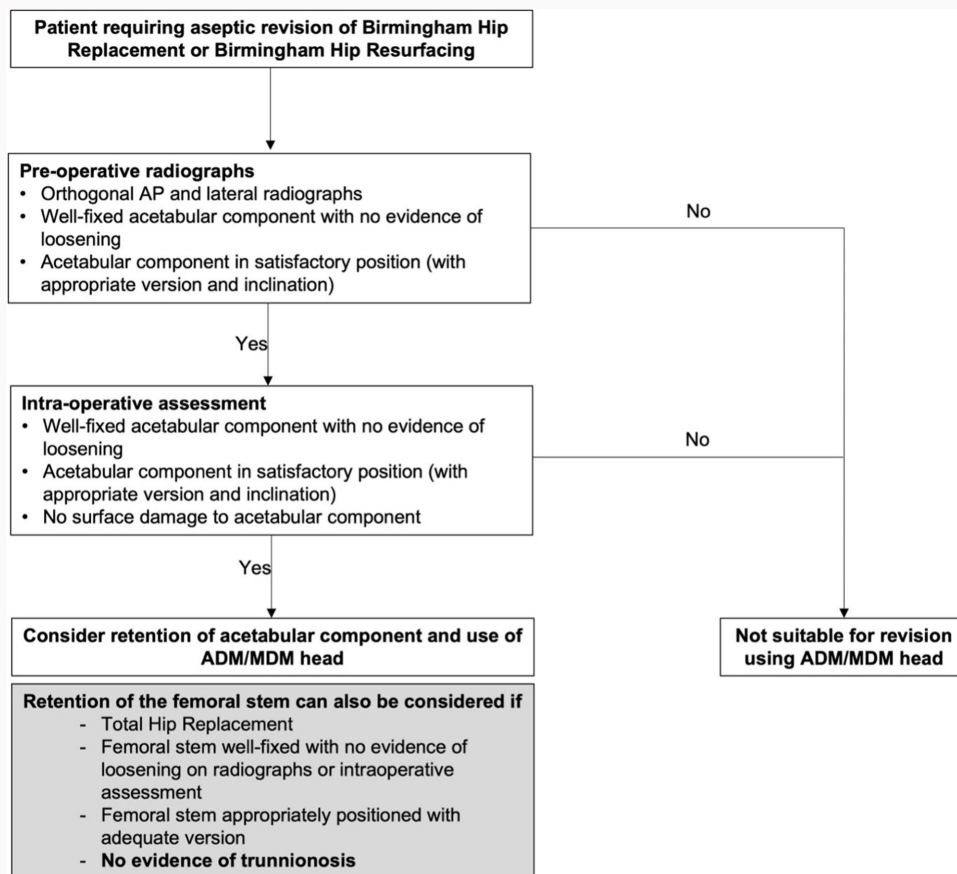 Patient requiring aseptic revision of Birmingham Hip
Replacement or Birmingham Hip Resurfacing
Pre-operative radiographs
• Orthogonal AP and lateral radiographs
• Well-fixed acetabular component with no evidence of
loosening
• Acetabular component in satisfactory position (with
appropriate version and inclination)
No
Yes
Intra-operative assessment
• Well-fixed acetabular component with no evidence of
loosening
• Acetabular component in satisfactory position (with
appropriate version and inclination)
• No surface damage to acetabular component
No
Yes
Consider retention of acetabular component and use of
ADM/MDM head
Not suitable for revision
using ADM/MDM head
Retention of the femoral stem can also be considered if
- Total Hip Replacement
- Femoral stem well-fixed with no evidence of
loosening on radiographs or intraoperative
assessment
- Femoral stem appropriately positioned with
adequate version
- No evidence of trunnionosis